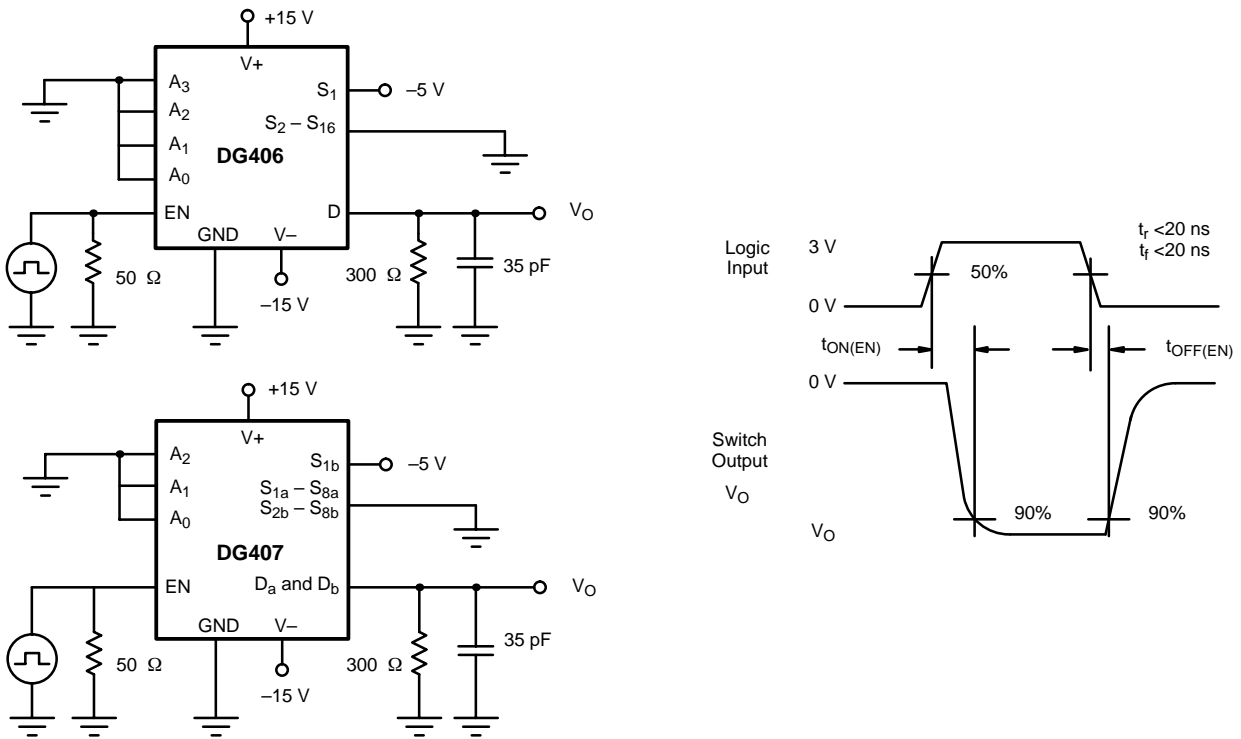 +15 V
V+
A3
A2
A1
A0
S1
–5 V
S2 – S16
DG406
EN
D
VO
GND
V–
50 Ω
–15 V
300 Ω
35 pF
+15 V
V+
A2
A1
A0
S1b
–5 V
S1a – S8a
S2b – S8b
DG407
EN
Da and Db
VO
GND
V–
50 Ω
–15 V
300 Ω
35 pF
Logic
Input
3 V
0 V
50%
tr <20 ns
tf <20 ns
tON(EN)
tOFF(EN)
0 V
Switch
Output
VO
VO
90%
90%